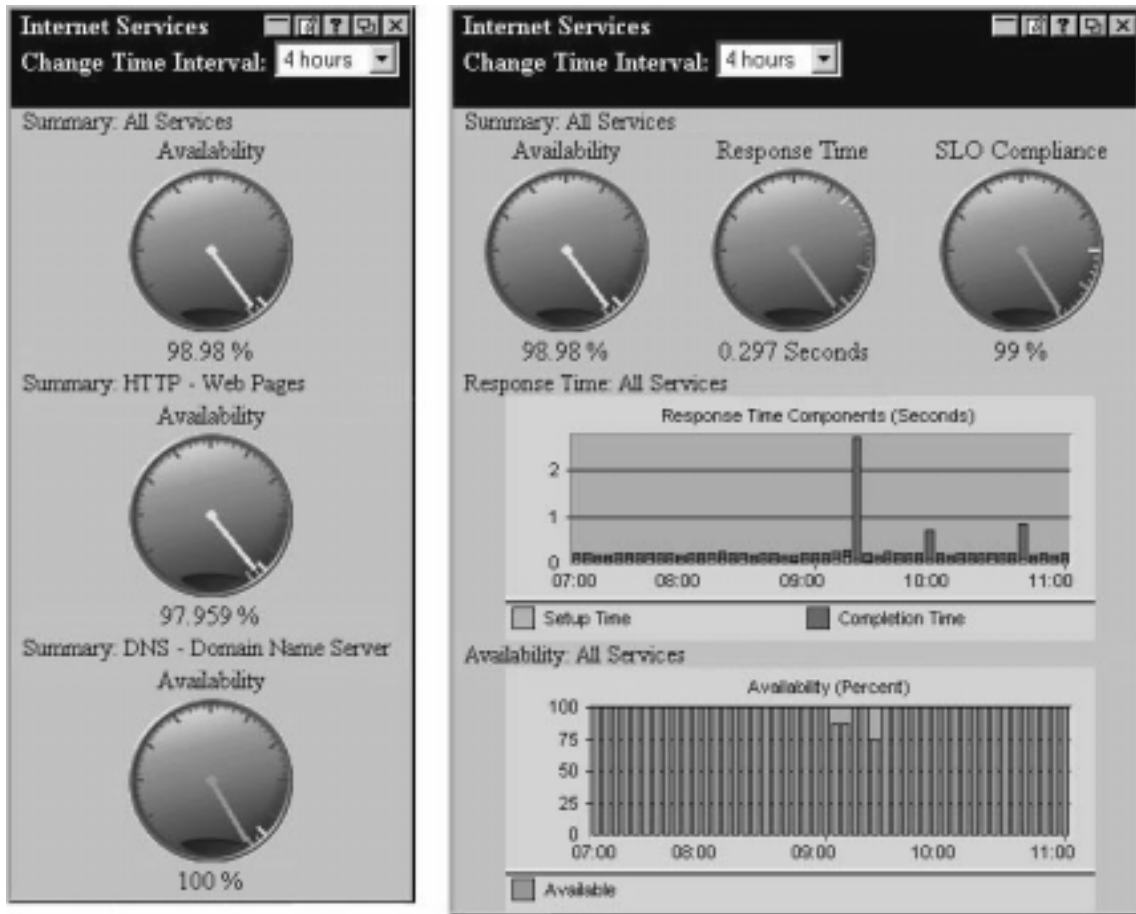 Internet Services
Change Time Interval: 4 hours
Summary: All Services
Availability
98.98 %
Summary: HTTP - Web Pages
Availability
97.959 %
Summary: DNS - Domain Name Server
Availability
100 %
Internet Services
Change Time Interval: 4 hours
Summary: All Services
Availability Response Time SLO Compliance
98.98 % 0.297 Seconds 99 %
Response Time: All Services
Response Time Components (Seconds)
2
1
0
07:00 08:00 09:00 10:00 11:00
Setup Time Completion Time
Availability: All Services
Availability (Percent)
100
75
50
25
0
07:00 08:00 09:00 10:00 11:00
Available